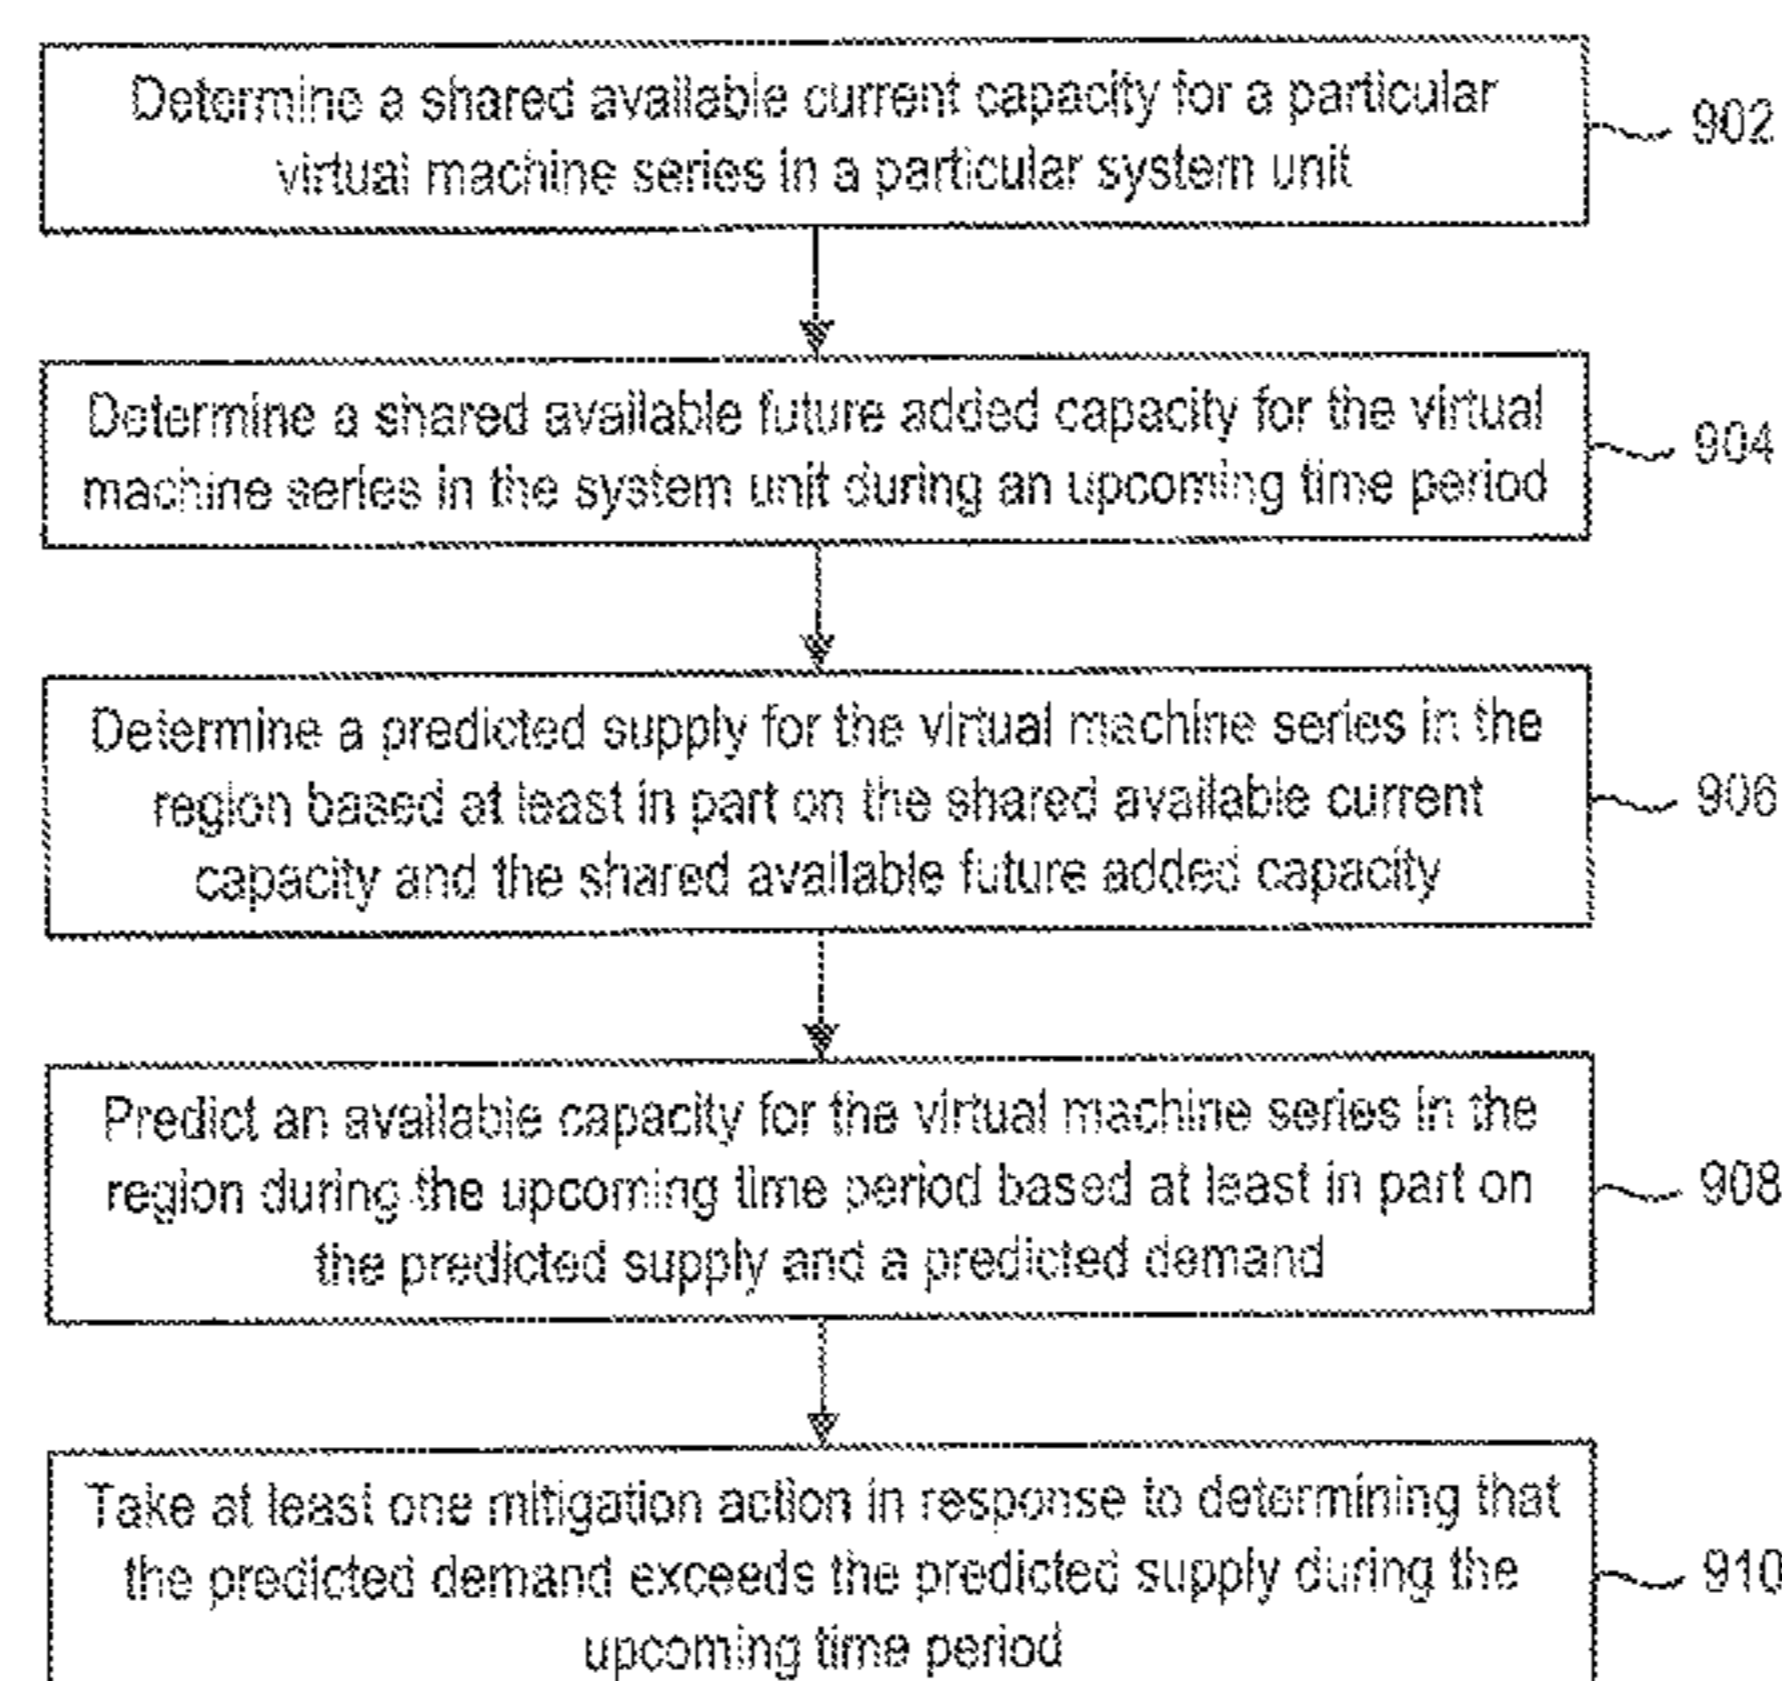 Determine a shared available current capacity for a particular
virtual machine series in a particular system unit
902
Determine a shared available future added capacity for the virtual
machine series in the system unit during an upcoming time period
904
Determine a predicted supply for the virtual machine series in the
region based at least in part on the shared available current
capacity and the shared available future added capacity
906
Predict an available capacity for the virtual machine series in the
region during the upcoming time period based at least in part on
the predicted supply and a predicted demand
908
Take at least one mitigation action in response to determining that
the predicted demand exceeds the predicted supply during the
upcoming time period
910